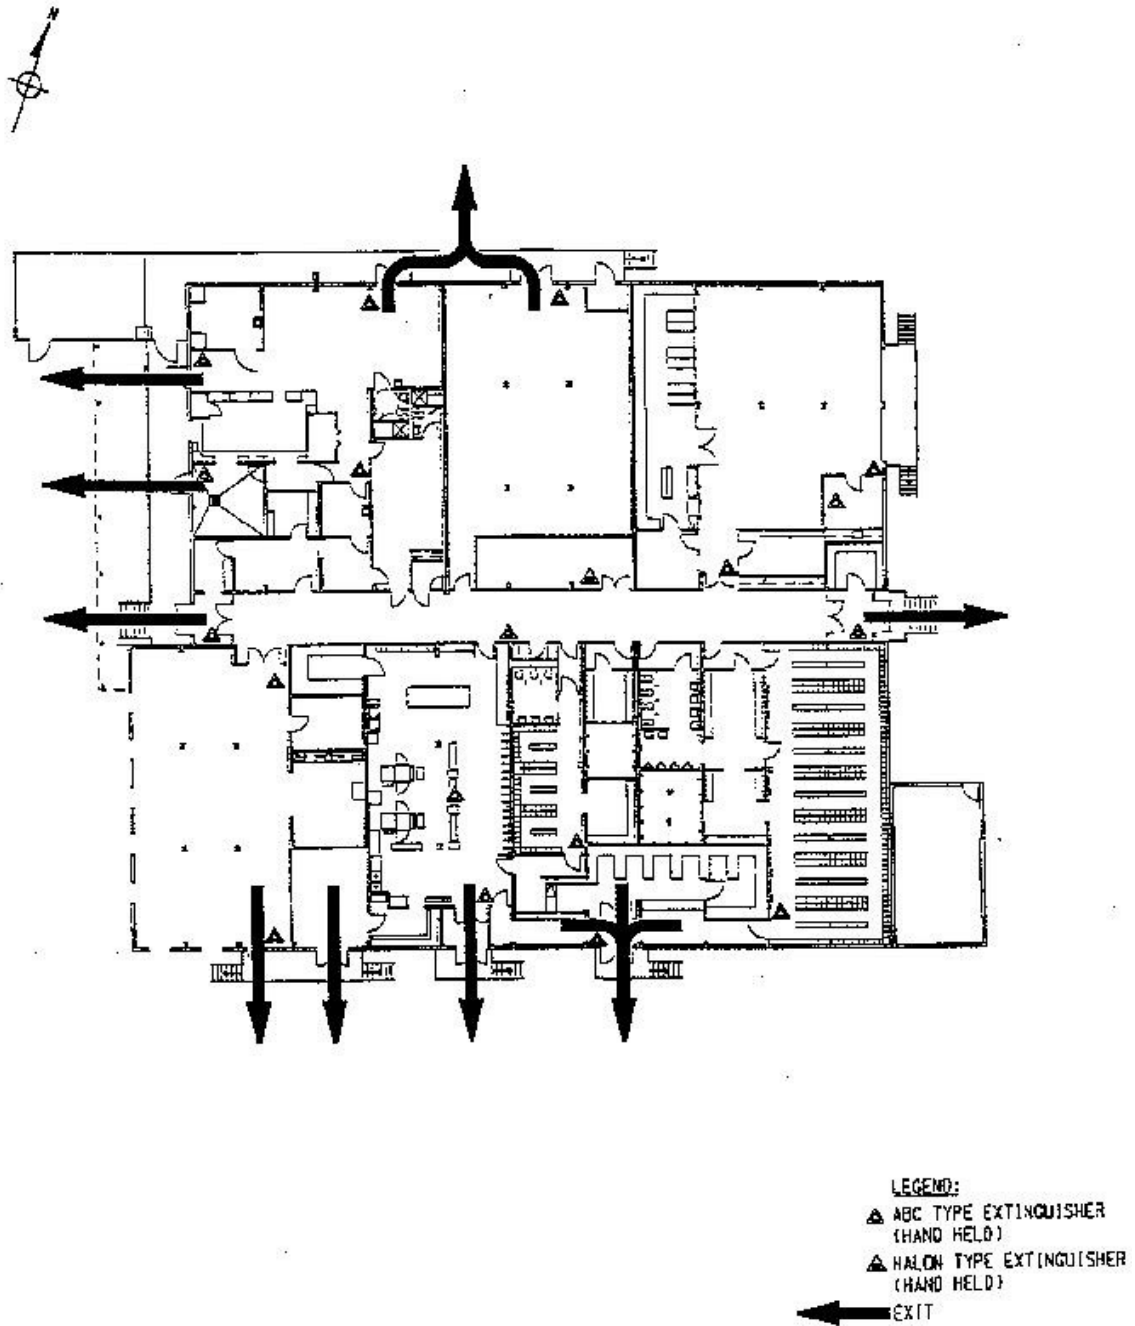 N
LEGEND:
ABC TYPE EXTINGUISHER
(HAND HELD)
HALON TYPE EXTINGUISHER
(HAND HELD)
EXIT